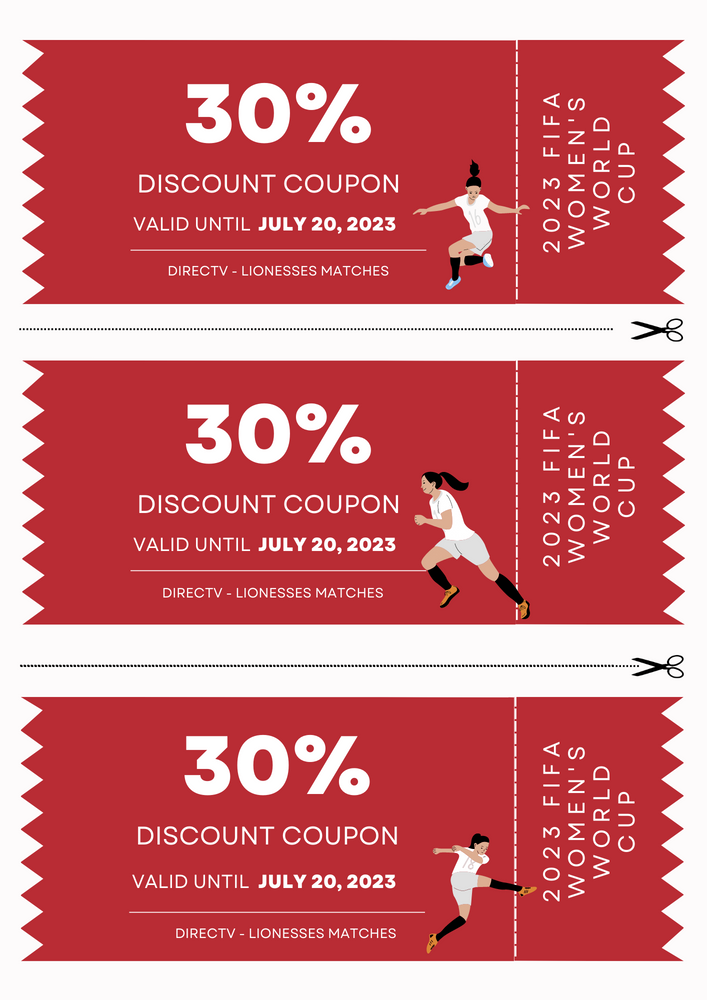 30%
DISCOUNT COUPON
VALID UNTIL JULY 20, 2023
DIRECTV - LIONESSES MATCHES
2023 FIFA
WOMEN'S
WORLD
CUP
30%
DISCOUNT COUPON
VALID UNTIL JULY 20, 2023
DIRECTV - LIONESSES MATCHES
2023 FIFA
WOMEN'S
WORLD
CUP
30%
DISCOUNT COUPON
VALID UNTIL JULY 20, 2023
DIRECTV - LIONESSES MATCHES
2023 FIFA
WOMEN'S
WORLD
CUP